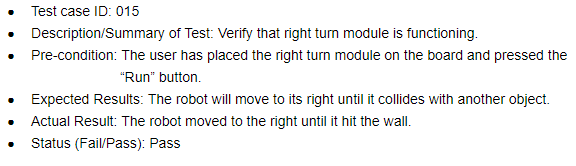 ● Test case ID: 015
● Description/Summary of Test: Verify that right turn module is functioning.
● Pre-condition: The user has placed the right turn module on the board and pressed the
“Run” button.
● Expected Results: The robot will move to its right until it collides with another object.
● Actual Result: The robot moved to the right until it hit the wall.
● Status (Fail/Pass): Pass